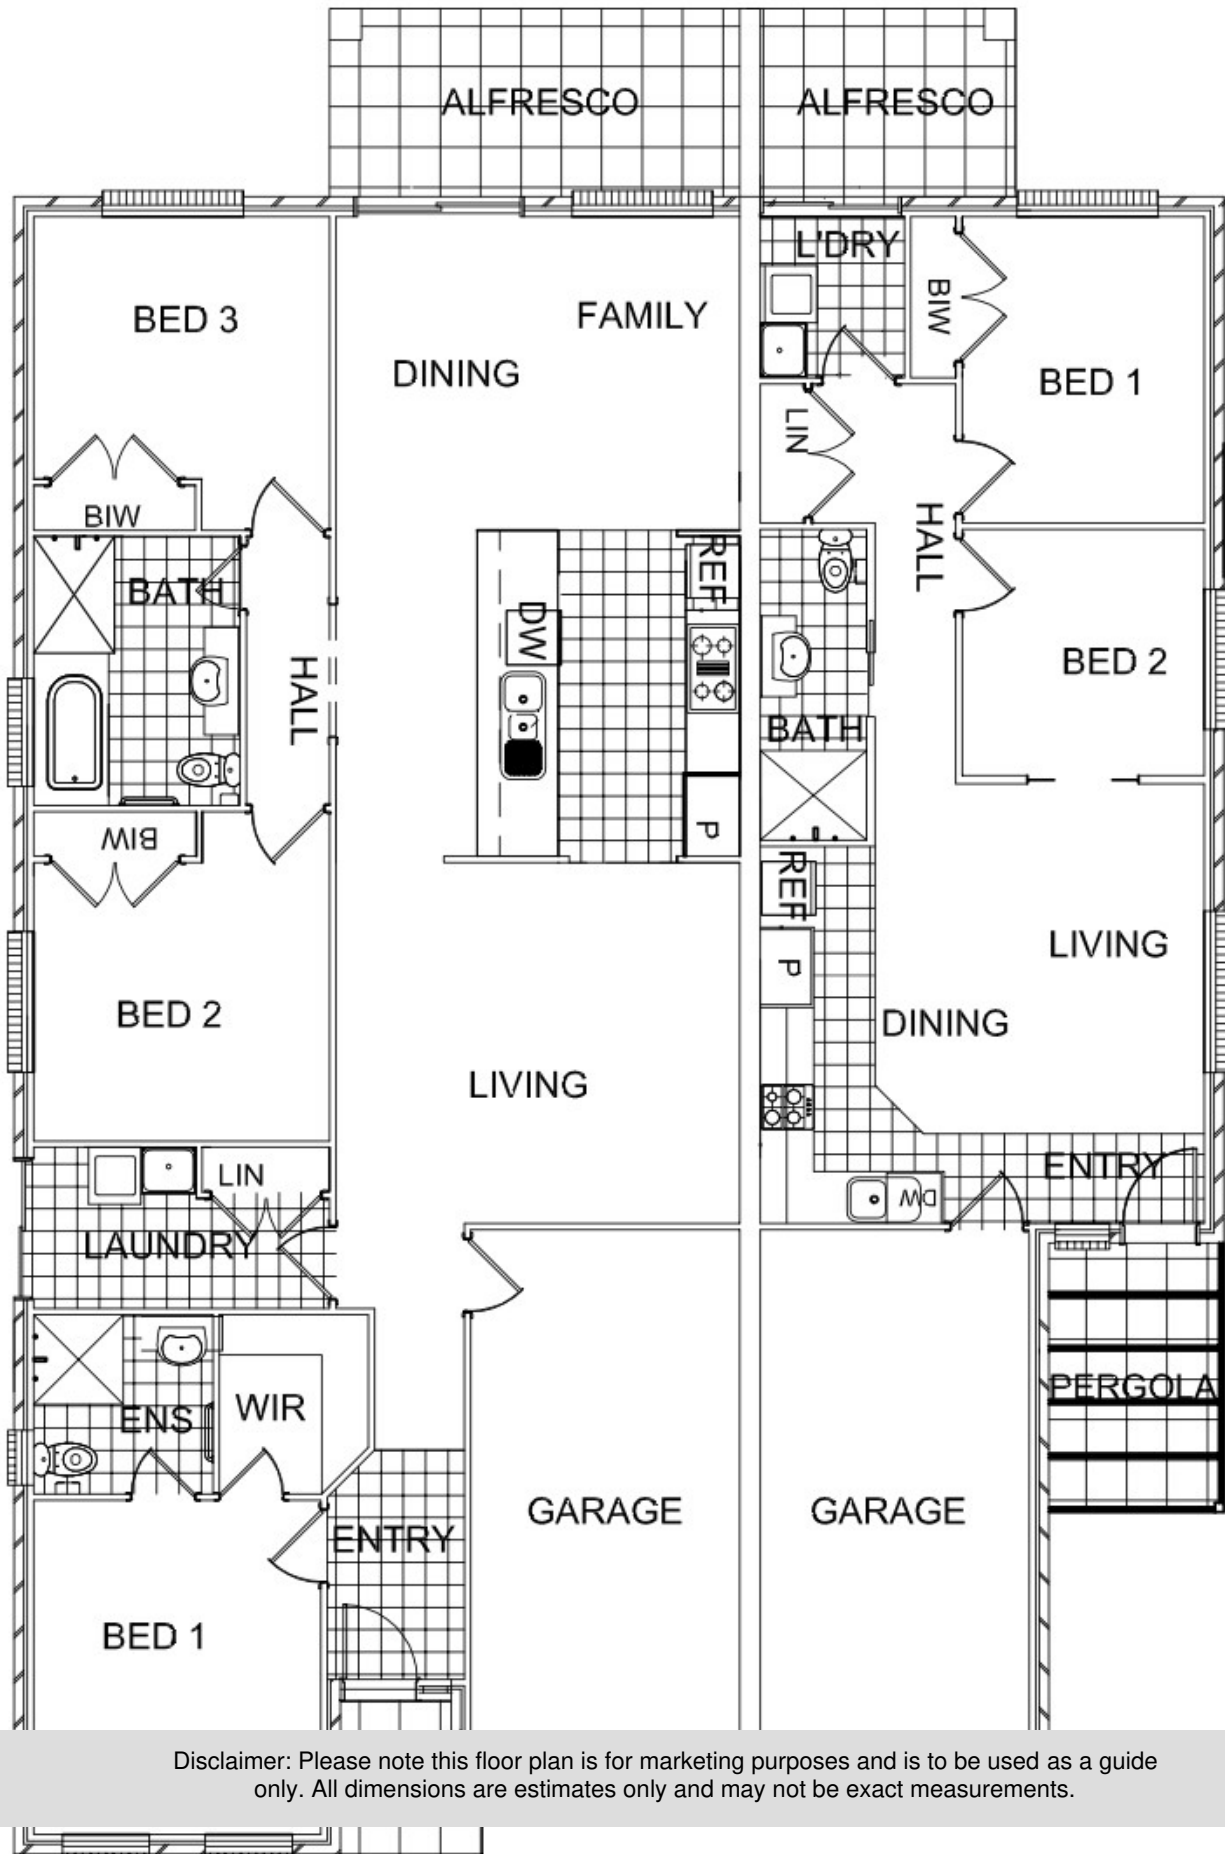 ALFRESCO ALFRESCO
L'DRY
BED 3
FAMILY
BIW
DINING
BED 1
LIN
BIW
HALL
REF
BATH
DW
HALL
BED 2
BATH
P
BIW
REF
LIVING
P
BED 2
DINING
LIVING
ENTRY
LIN
DW
LAUNDRY
PERGOLA
WIR
ENS
GARAGE GARAGE
ENTRY
BED 1
Disclaimer: Please note this floor plan is for marketing purposes and is to be used as a guide
only. All dimensions are estimates only and may not be exact measurements.